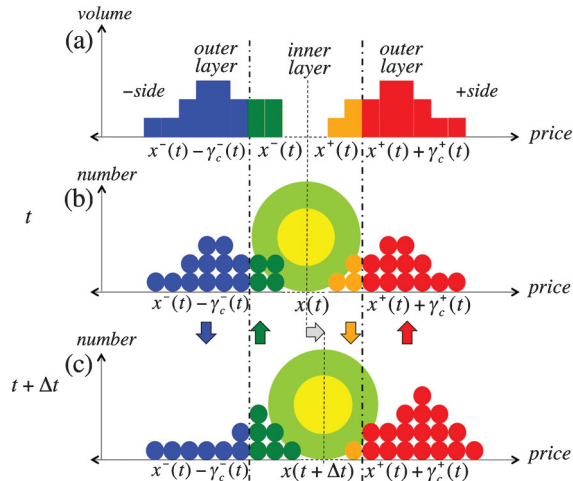 volume
(a)
outer layer
inner layer
outer layer
−side
+side
x⁻(t) − γc⁻(t)
x⁻(t)
x⁺(t)
x⁺(t) + γc⁺(t)
price
number
(b)
t
x⁻(t) − γc⁻(t)
x(t)
x⁺(t) + γc⁺(t)
price
number
(c)
t + Δt
x⁻(t) − γc⁻(t)
x(t + Δt)
x⁺(t) + γc⁺(t)
price